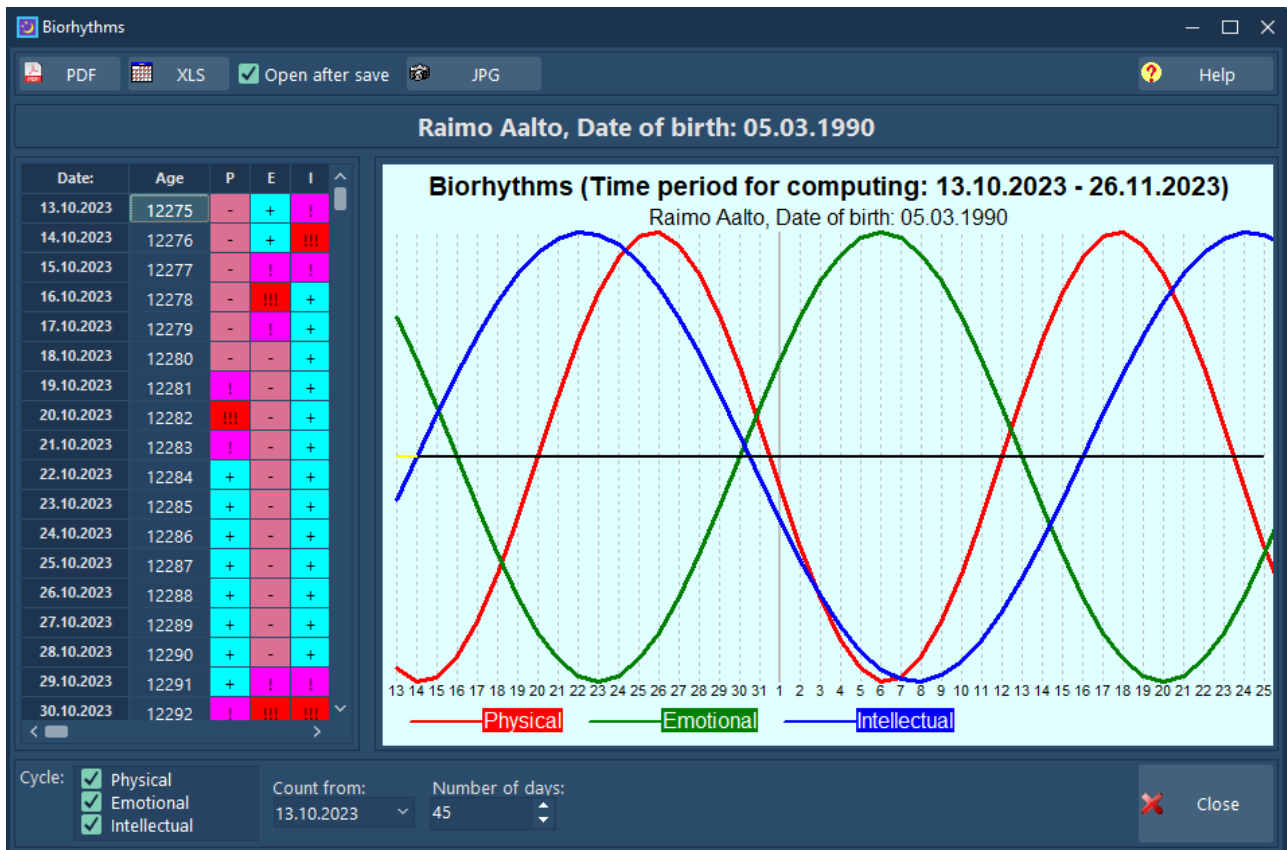 Biorhythms
PDF XLS Open after save JPG Help
Raimo Aalto, Date of birth: 05.03.1990
Date: Age P E I
13.10.2023 12275 - + !
14.10.2023 12276 - + !!!
15.10.2023 12277 - ! !
16.10.2023 12278 - !!! +
17.10.2023 12279 - ! +
18.10.2023 12280 - - +
19.10.2023 12281 ! - +
20.10.2023 12282 !!! - +
21.10.2023 12283 ! - +
22.10.2023 12284 + - +
23.10.2023 12285 + - +
24.10.2023 12286 + - +
25.10.2023 12287 + - +
26.10.2023 12288 + - +
27.10.2023 12289 + - +
28.10.2023 12290 + - +
29.10.2023 12291 + ! !
30.10.2023 12292 ! !!! !!!
Biorhythms (Time period for computing: 13.10.2023 - 26.11.2023)
Raimo Aalto, Date of birth: 05.03.1990
13 14 15 16 17 18 19 20 21 22 23 24 25 26 27 28 29 30 31 1 2 3 4 5 6 7 8 9 10 11 12 13 14 15 16 17 18 19 20 21 22 23 24 25
Physical Emotional Intellectual
Cycle:
Physical
Emotional
Intellectual
Count from:
13.10.2023
Number of days:
45
Close